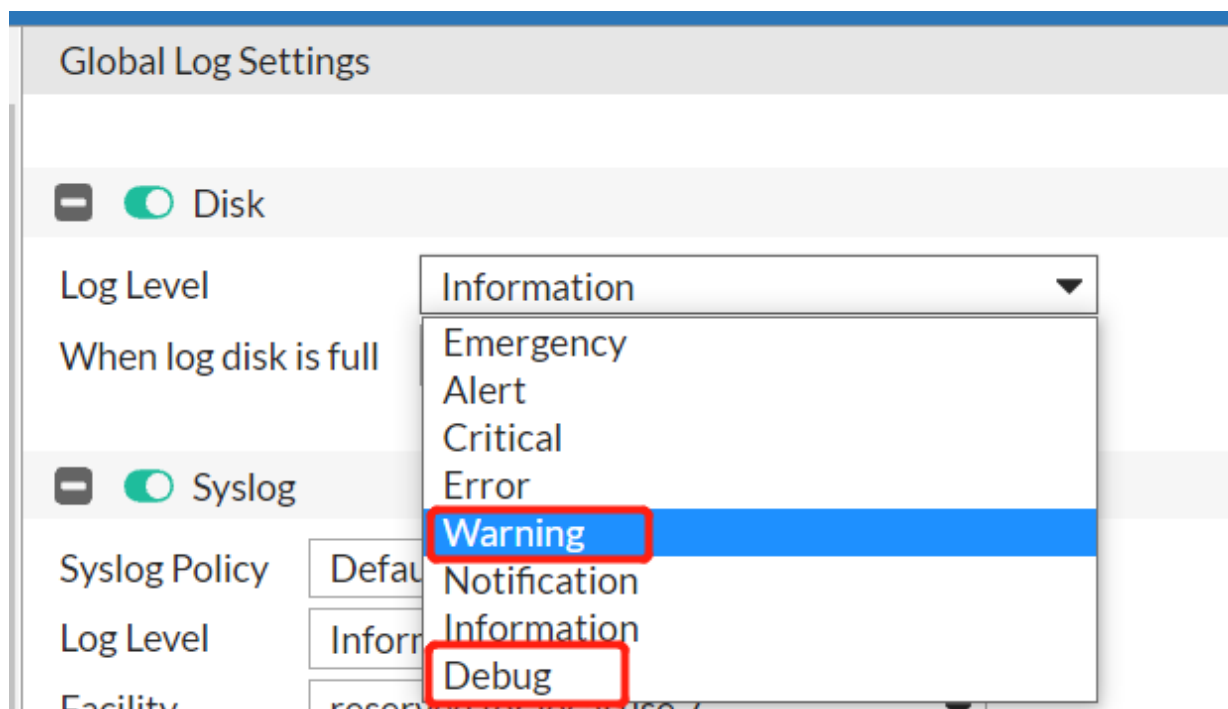 Global Log Settings
Disk
Log Level Information
When log disk is full
Emergency
Alert
Critical
Error
Syslog
Warning
Syslog Policy
Notification
Log Level
Information
Debug